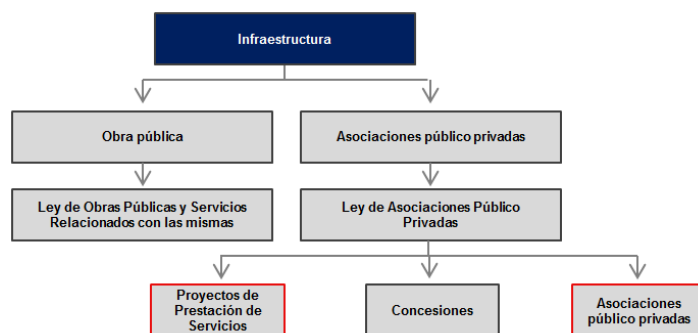 Infraestructura
Obra pública
Asociaciones público privadas
Ley de Obras Públicas y Servicios
Relacionados con las mismas
Ley de Asociaciones Público
Privadas
Proyectos de
Prestación de
Servicios
Concesiones
Asociaciones
público privadas